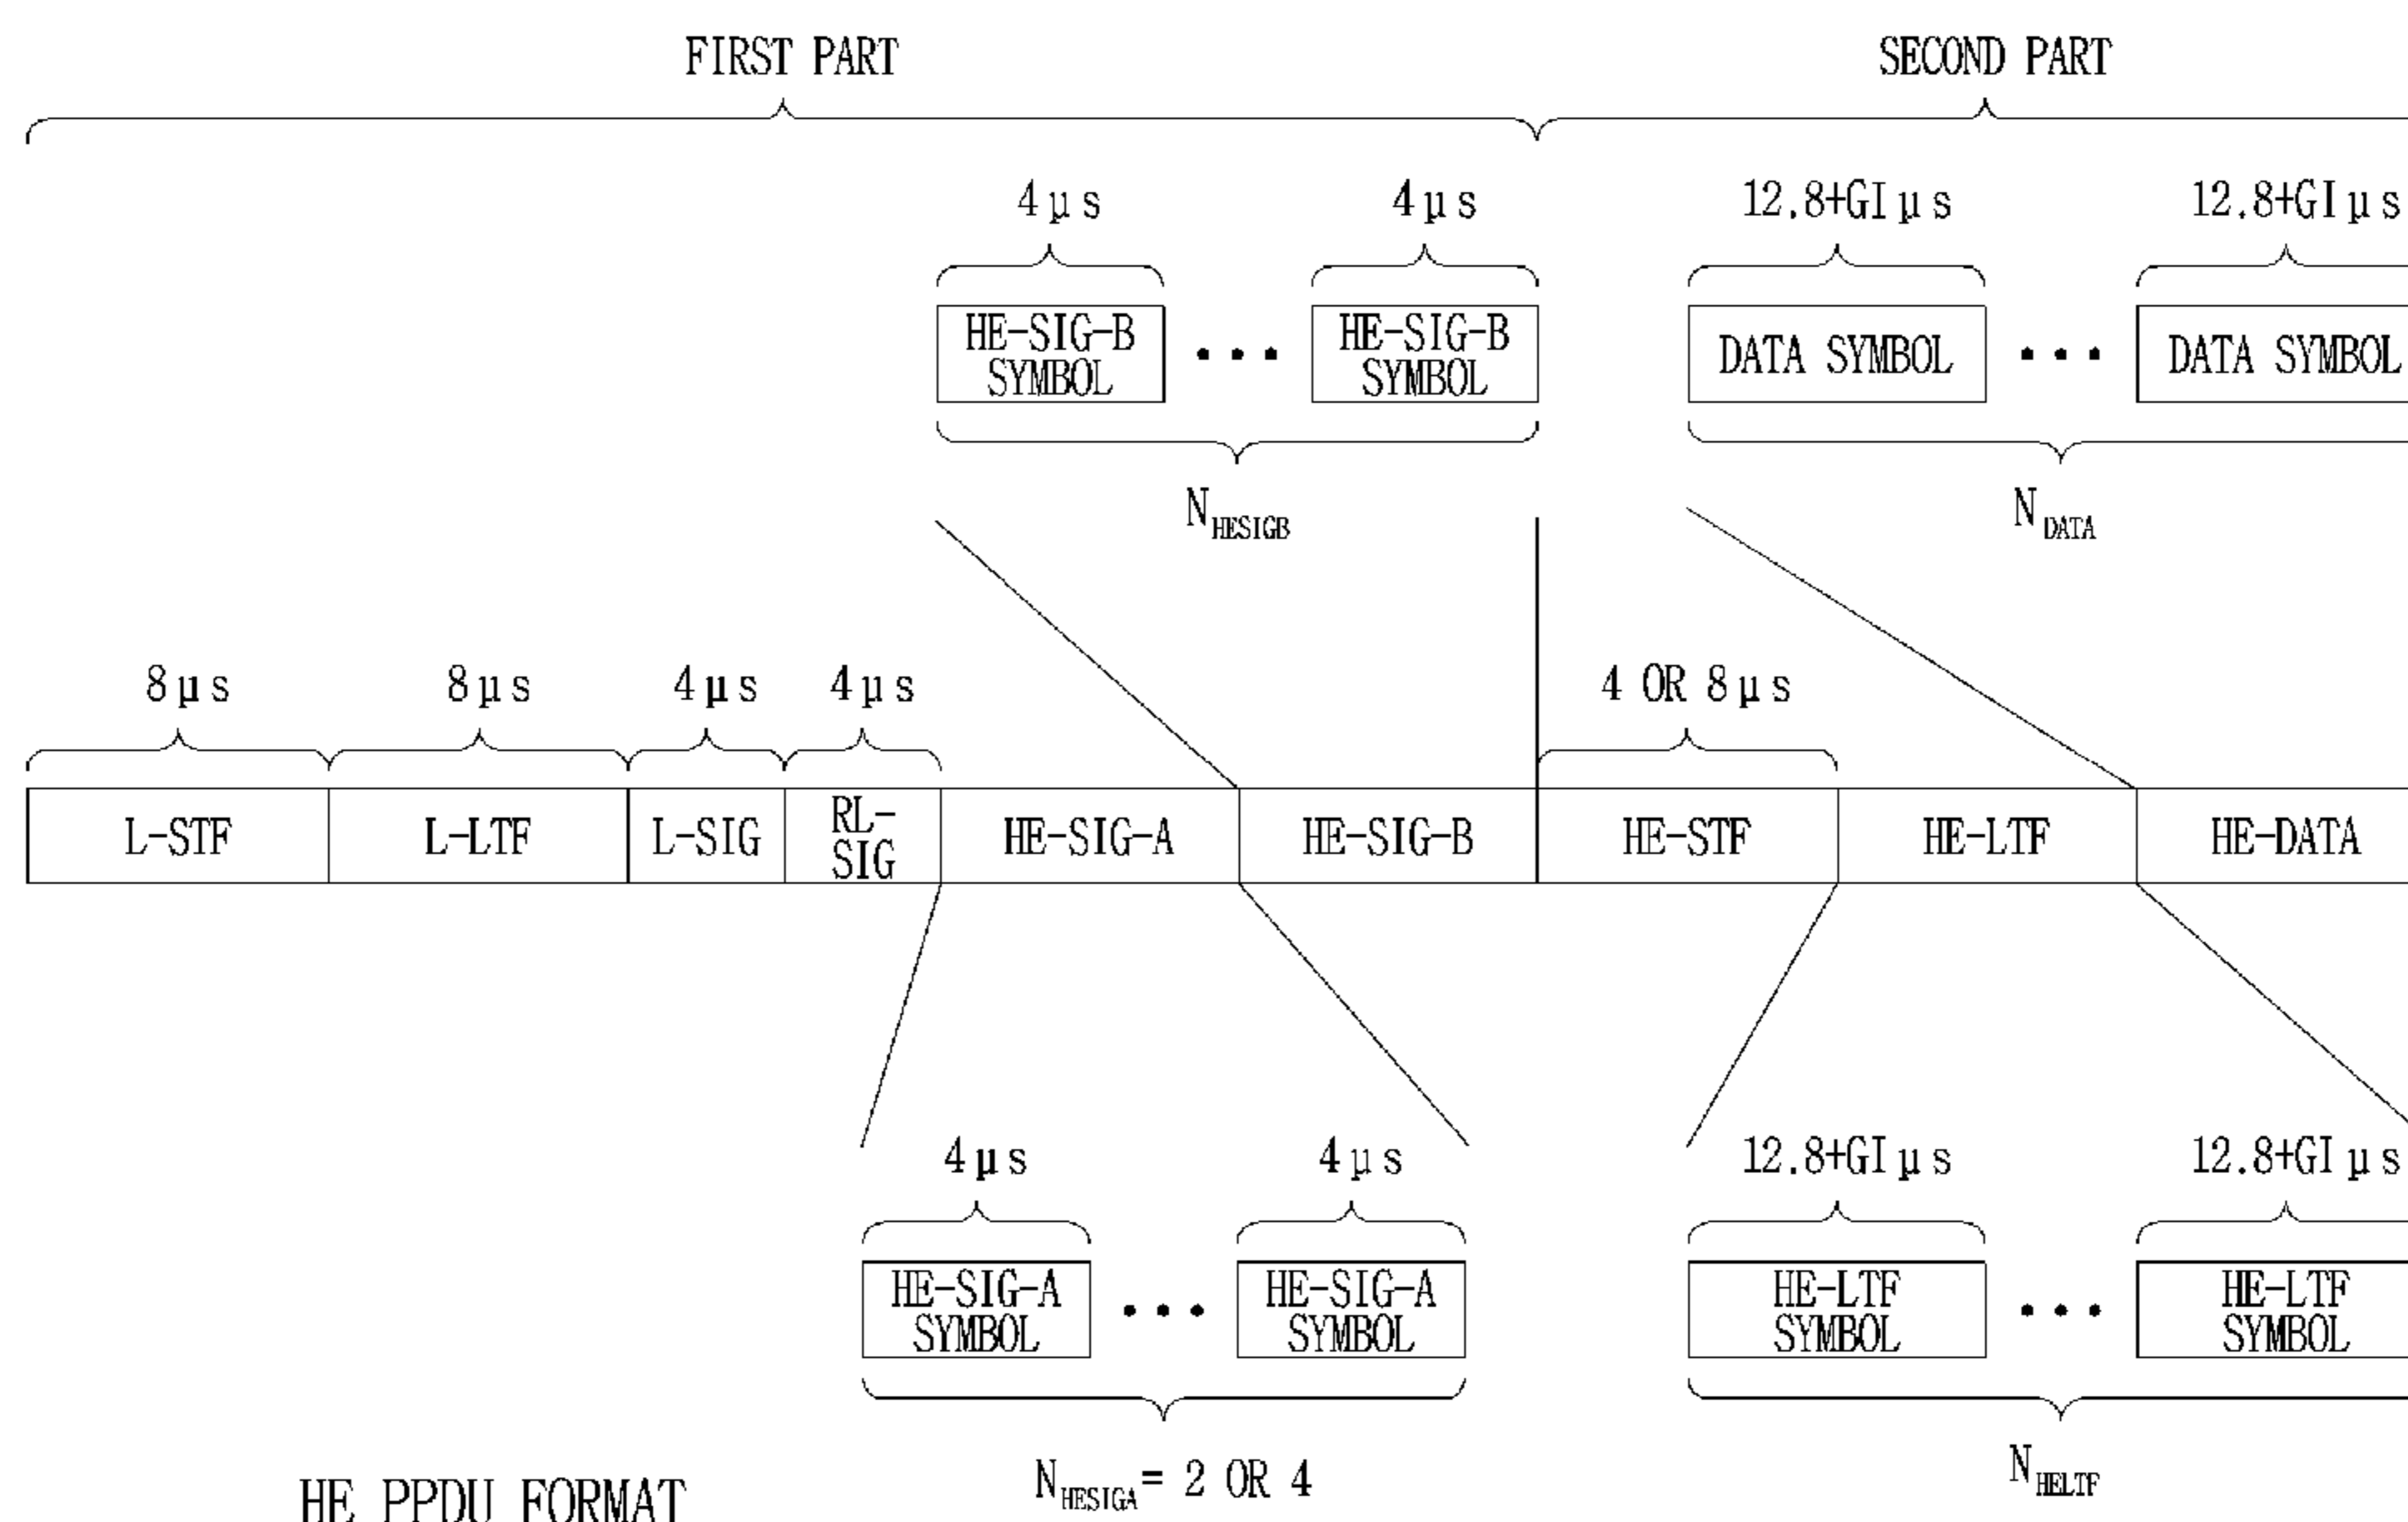 FIRST PART
SECOND PART
4μs
4μs
12.8+GIμs
12.8+GIμs
HE-SIG-B
SYMBOL
•••
HE-SIG-B
SYMBOL
DATA SYMBOL
•••
DATA SYMBOL
NHESIGB
NDATA
8μs
8μs
4μs
4μs
4 OR 8μs
L-STF
L-LTF
L-SIG
RL-
SIG
HE-SIG-A
HE-SIG-B
HE-STF
HE-LTF
HE-DATA
4μs
4μs
12.8+GIμs
12.8+GIμs
HE-SIG-A
SYMBOL
•••
HE-SIG-A
SYMBOL
HE-LTF
SYMBOL
•••
HE-LTF
SYMBOL
NHESIGA= 2 OR 4
NHELTF
HE PPDU FORMAT